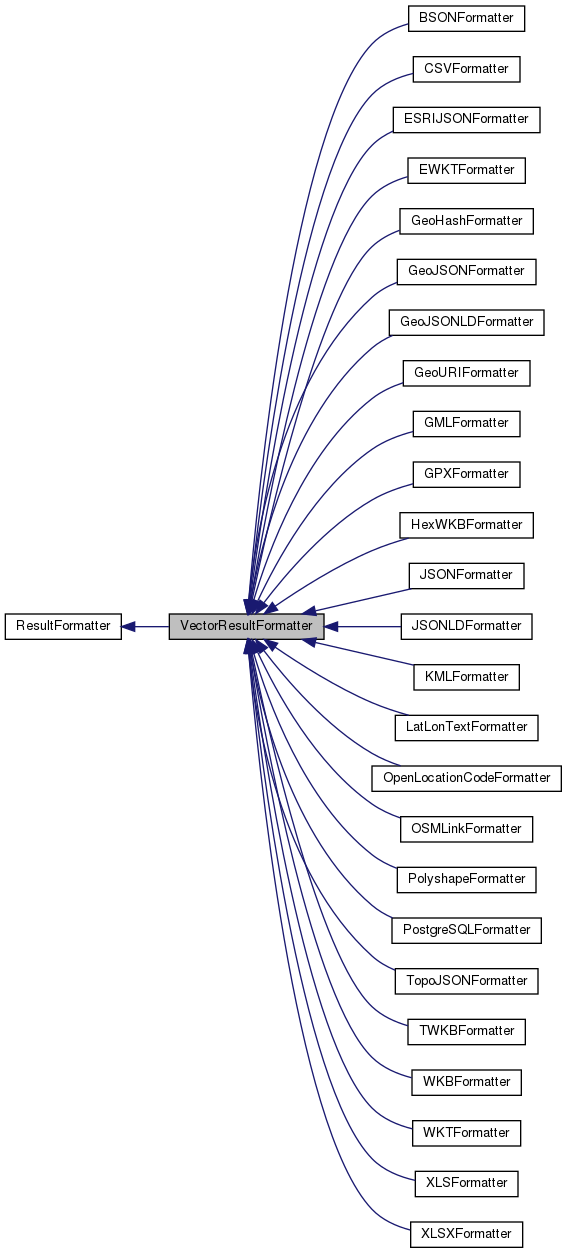 BSONFormatter
CSVFormatter
ESRIJSONFormatter
EWKTFormatter
GeoHashFormatter
GeoJSONFormatter
GeoJSONLDFormatter
GeoURIFormatter
GMLFormatter
GPXFormatter
HexWKBFormatter
JSONFormatter
ResultFormatter
VectorResultFormatter
JSONLDFormatter
KMLFormatter
LatLonTextFormatter
OpenLocationCodeFormatter
OSMLinkFormatter
PolyshapeFormatter
PostgreSQLFormatter
TopoJSONFormatter
TWKBFormatter
WKBFormatter
WKTFormatter
XLSFormatter
XLSXFormatter